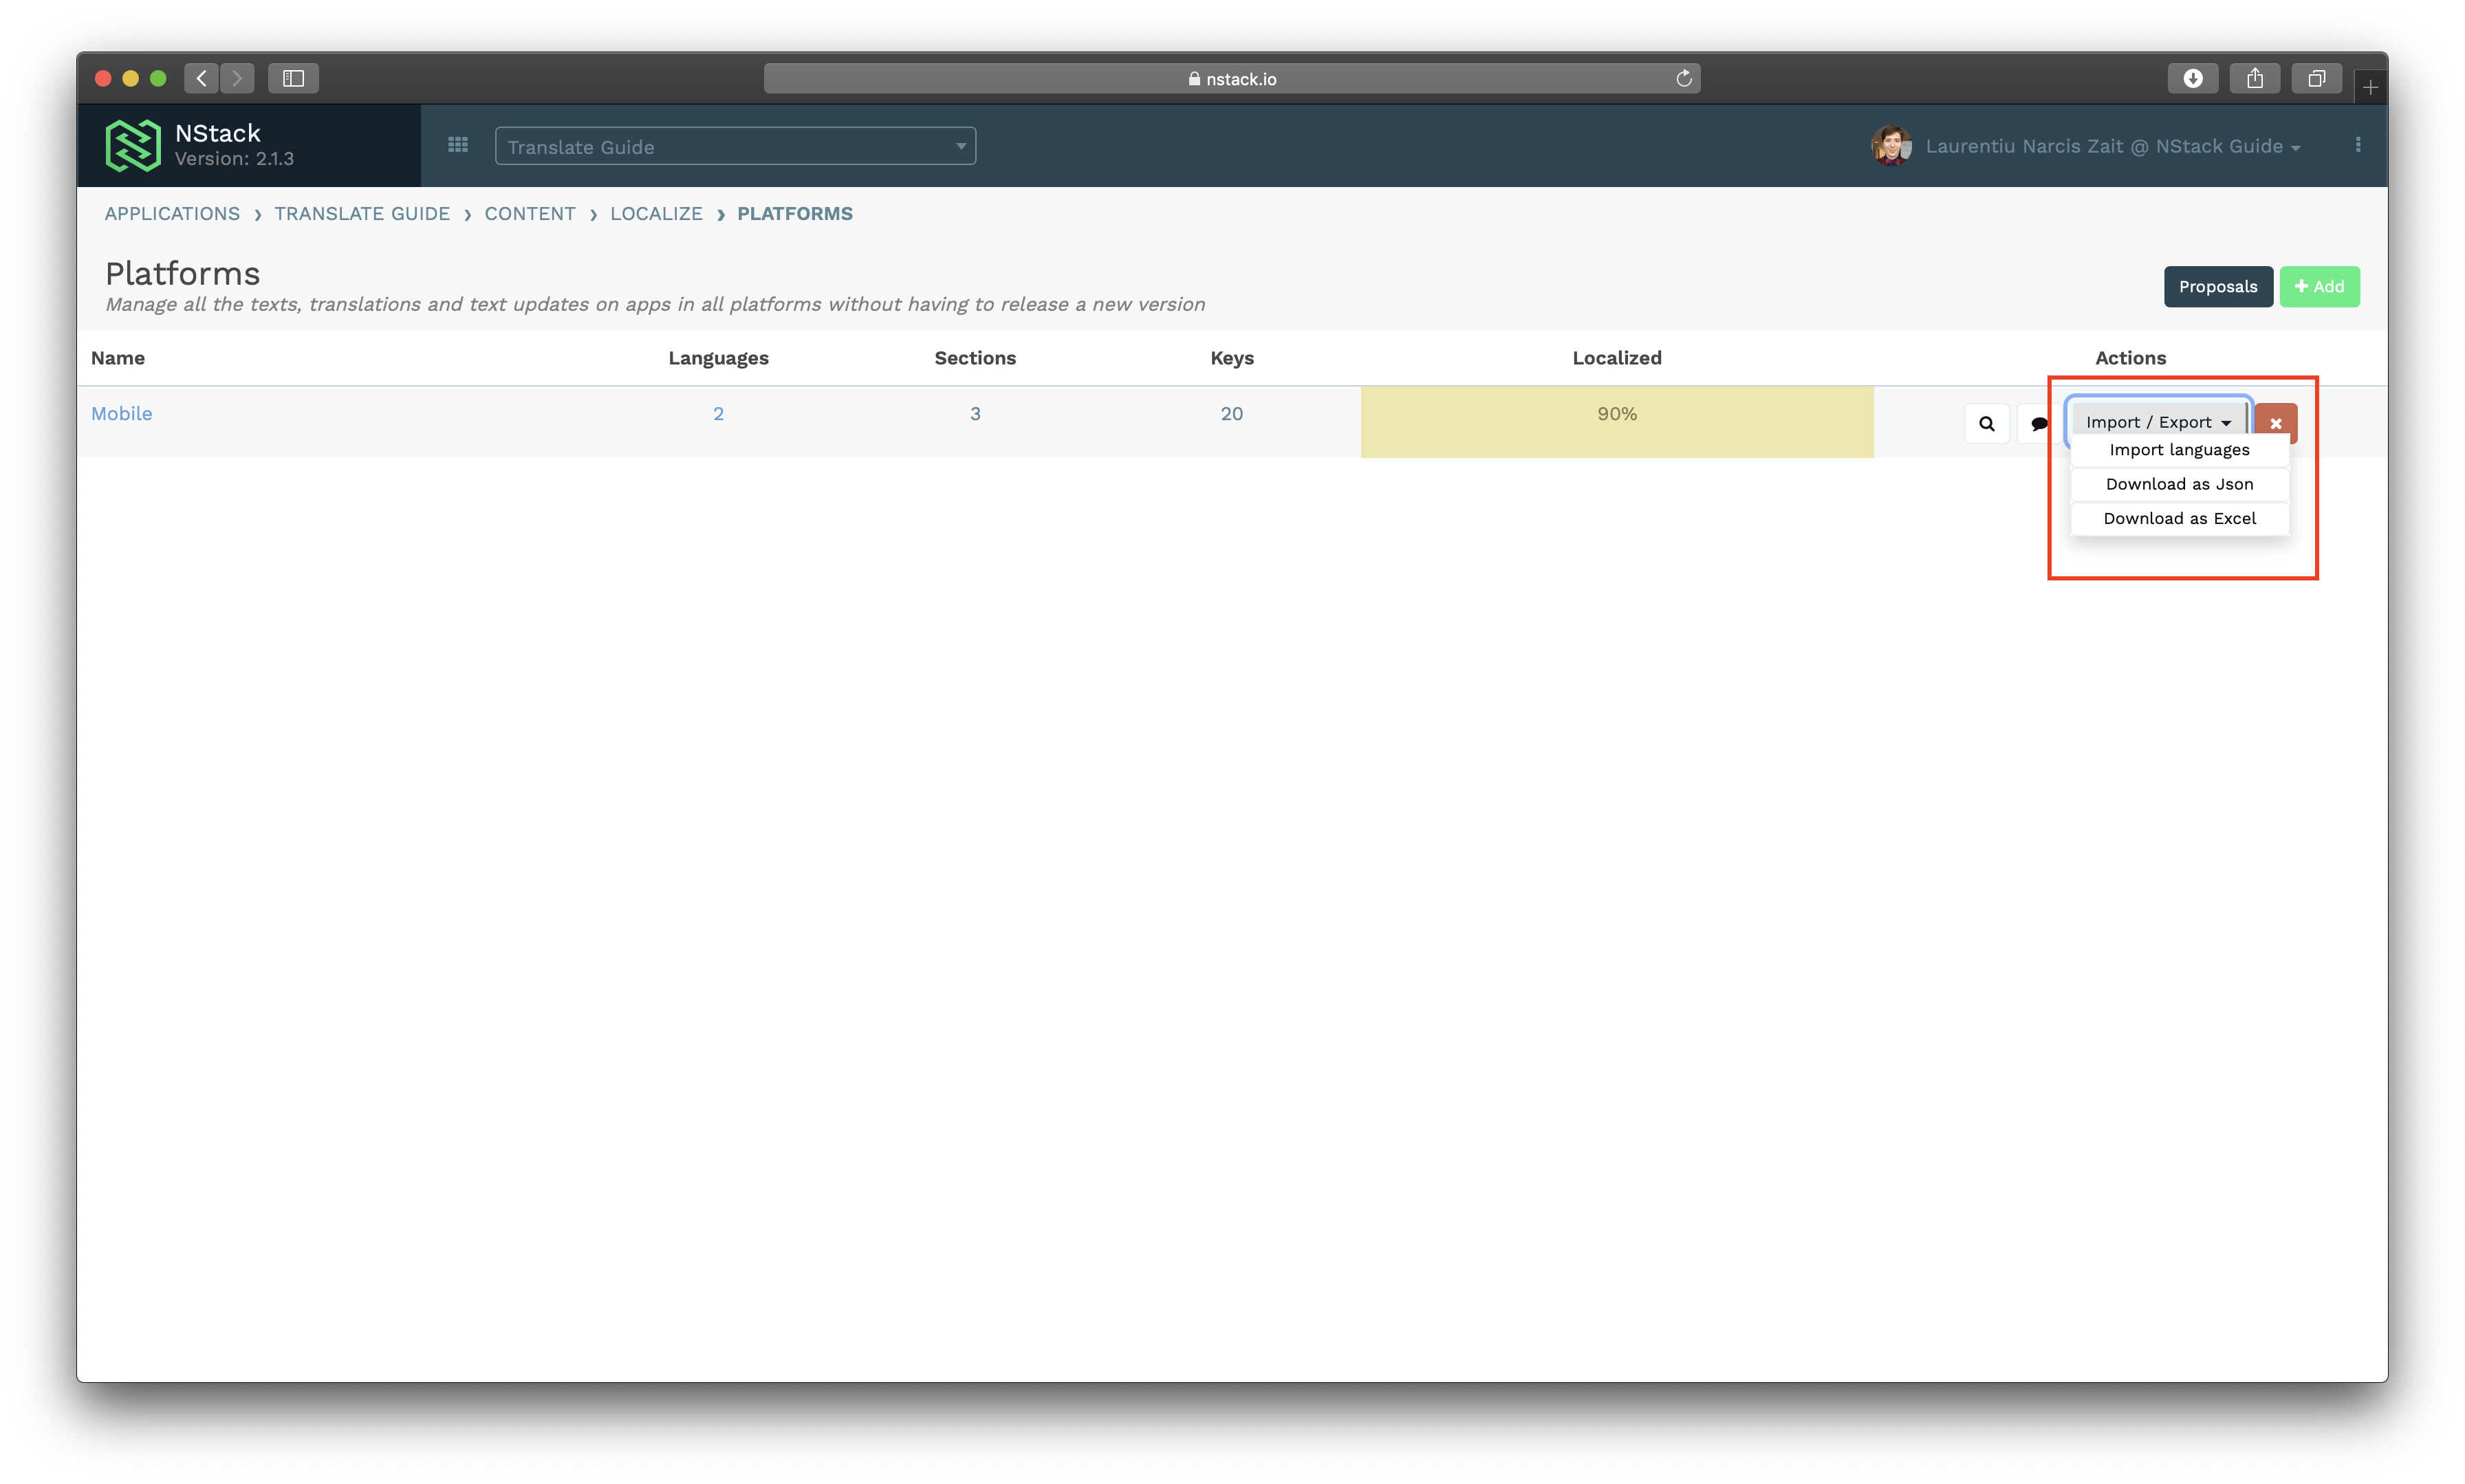 nstack.io
NStack
Version: 2.1.3
Translate Guide
Laurentiu Narcis Zait @ NStack Guide
APPLICATIONS › TRANSLATE GUIDE › CONTENT › LOCALIZE › PLATFORMS
Platforms
Manage all the texts, translations and text updates on apps in all platforms without having to release a new version
Proposals
+ Add
Name Languages Sections Keys Localized Actions
Mobile 2 3 20 90%
Import / Export
Import languages
Download as Json
Download as Excel